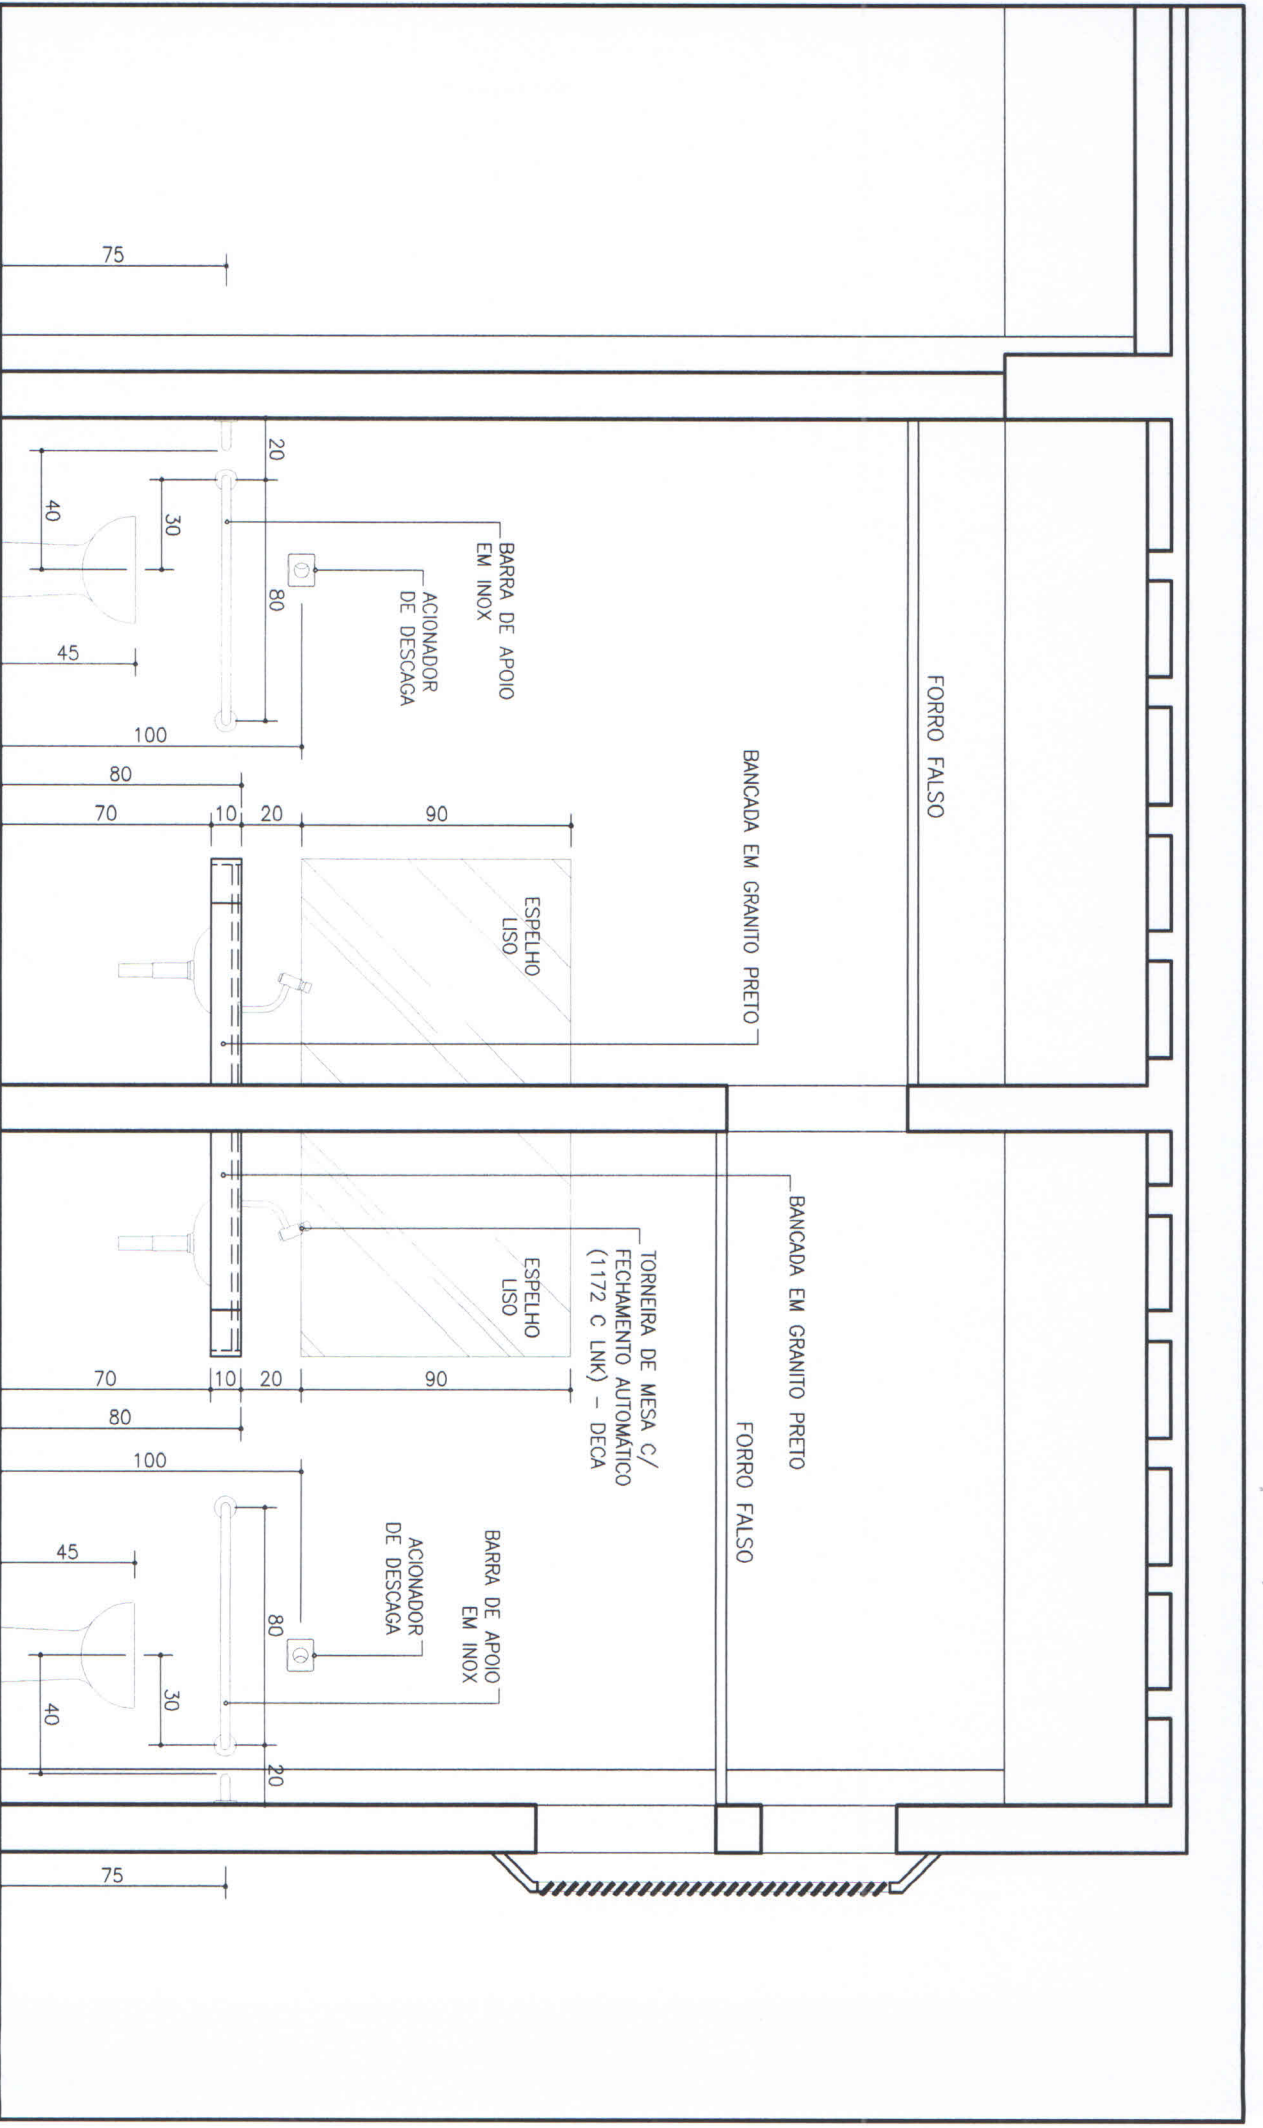 FORRO FALSO
BANCADA EM GRANITO PRETO
BANCADA EM GRANITO PRETO
FORRO FALSO
TORNEIRA DE MESA C/
FECHAMENTO AUTOMÁTICO
(1172 C LNK) - DECA
BARRA DE APOIO
EM INOX
ACIONADOR
DE DESCAGA
ESPELHO
LISO
ESPELHO
LISO
BARRA DE APOIO
EM INOX
ACIONADOR
DE DESCAGA
90
90
20
80
20
20
80
20
10
10
30
30
40
40
75
45
100
80
70
70
80
100
45
75